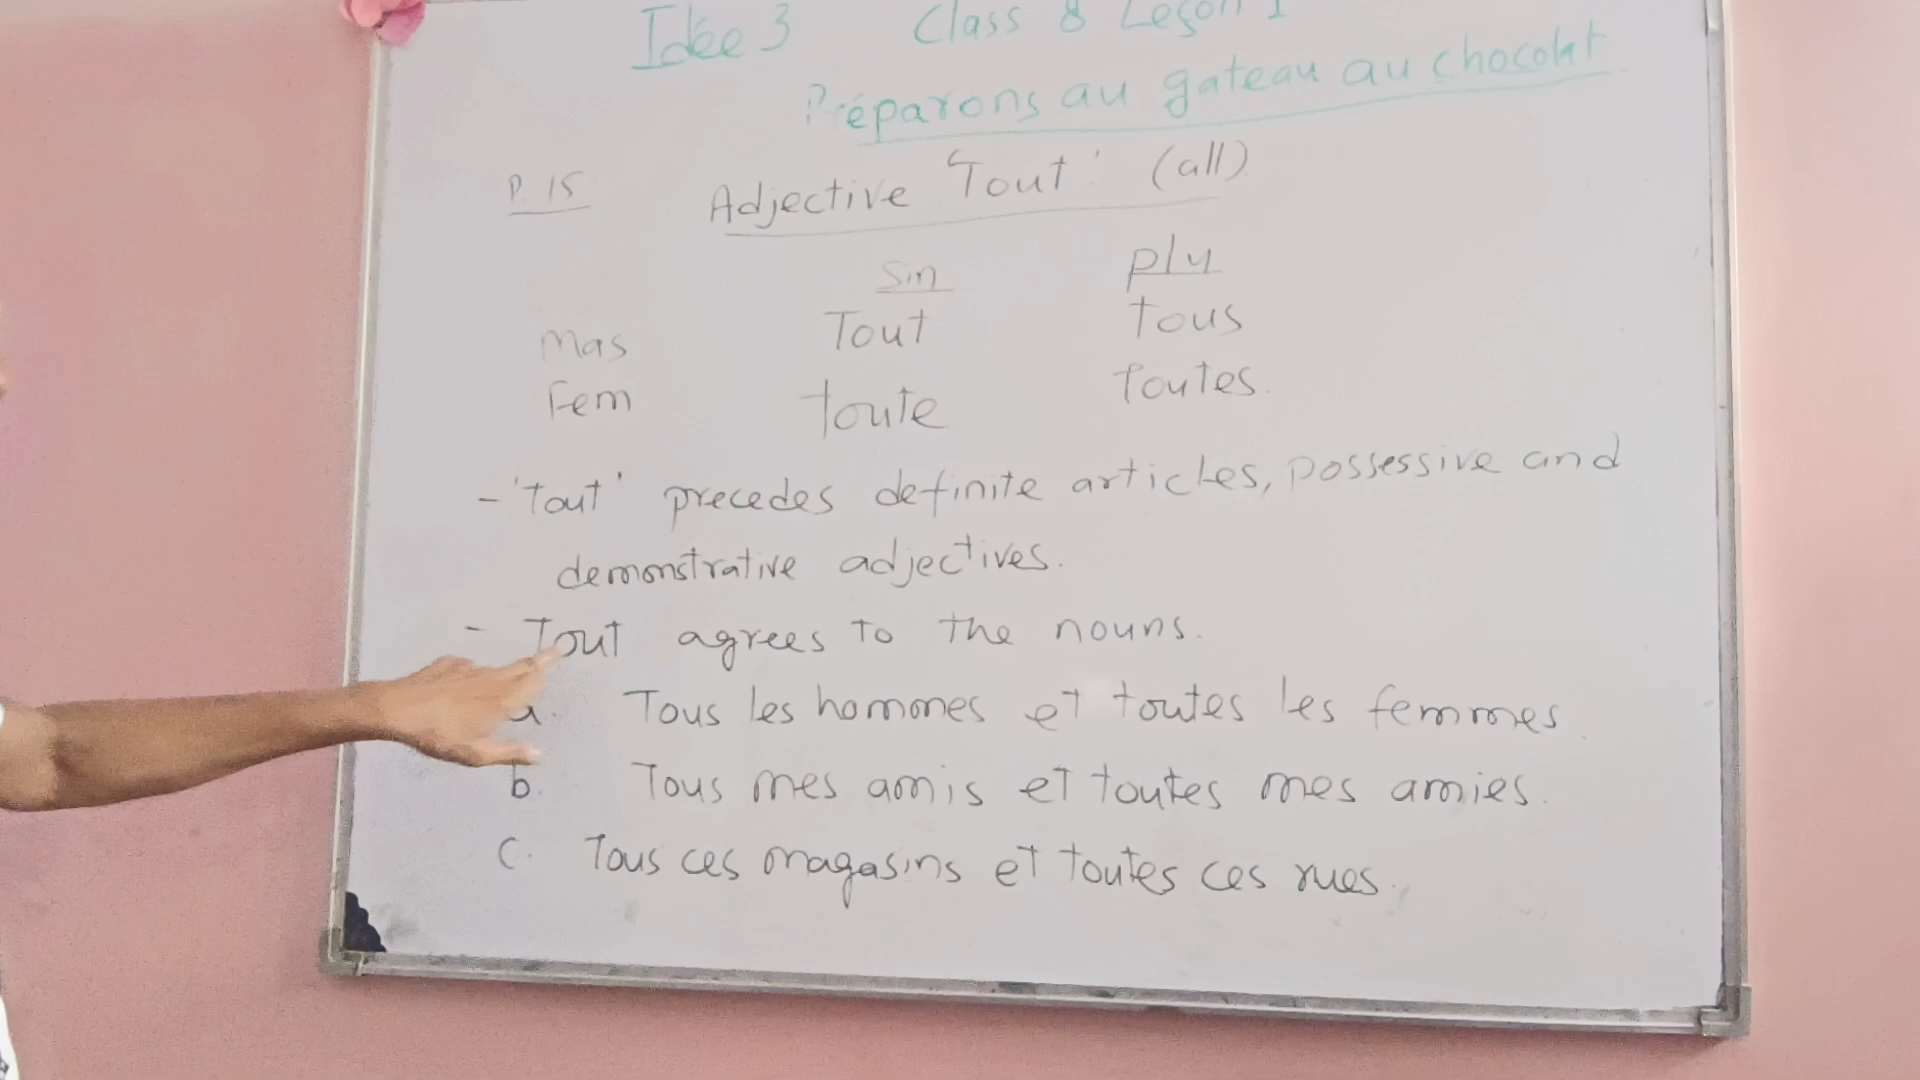 Idée 3 Class 8 Leçon 1
Préparons au gateau au chocolat
P. 15 Adjective 'Tout' (all)
Sin plu
Mas Tout tous
Fem toute Toutes.
- 'Tout' precedes definite articles, possessive and
demonstrative adjectives.
- Tout agrees to the nouns.
a. Tous les hommes et toutes les femmes.
b. Tous mes amis et toutes mes amies.
c. Tous ces magasins et toutes ces rues.